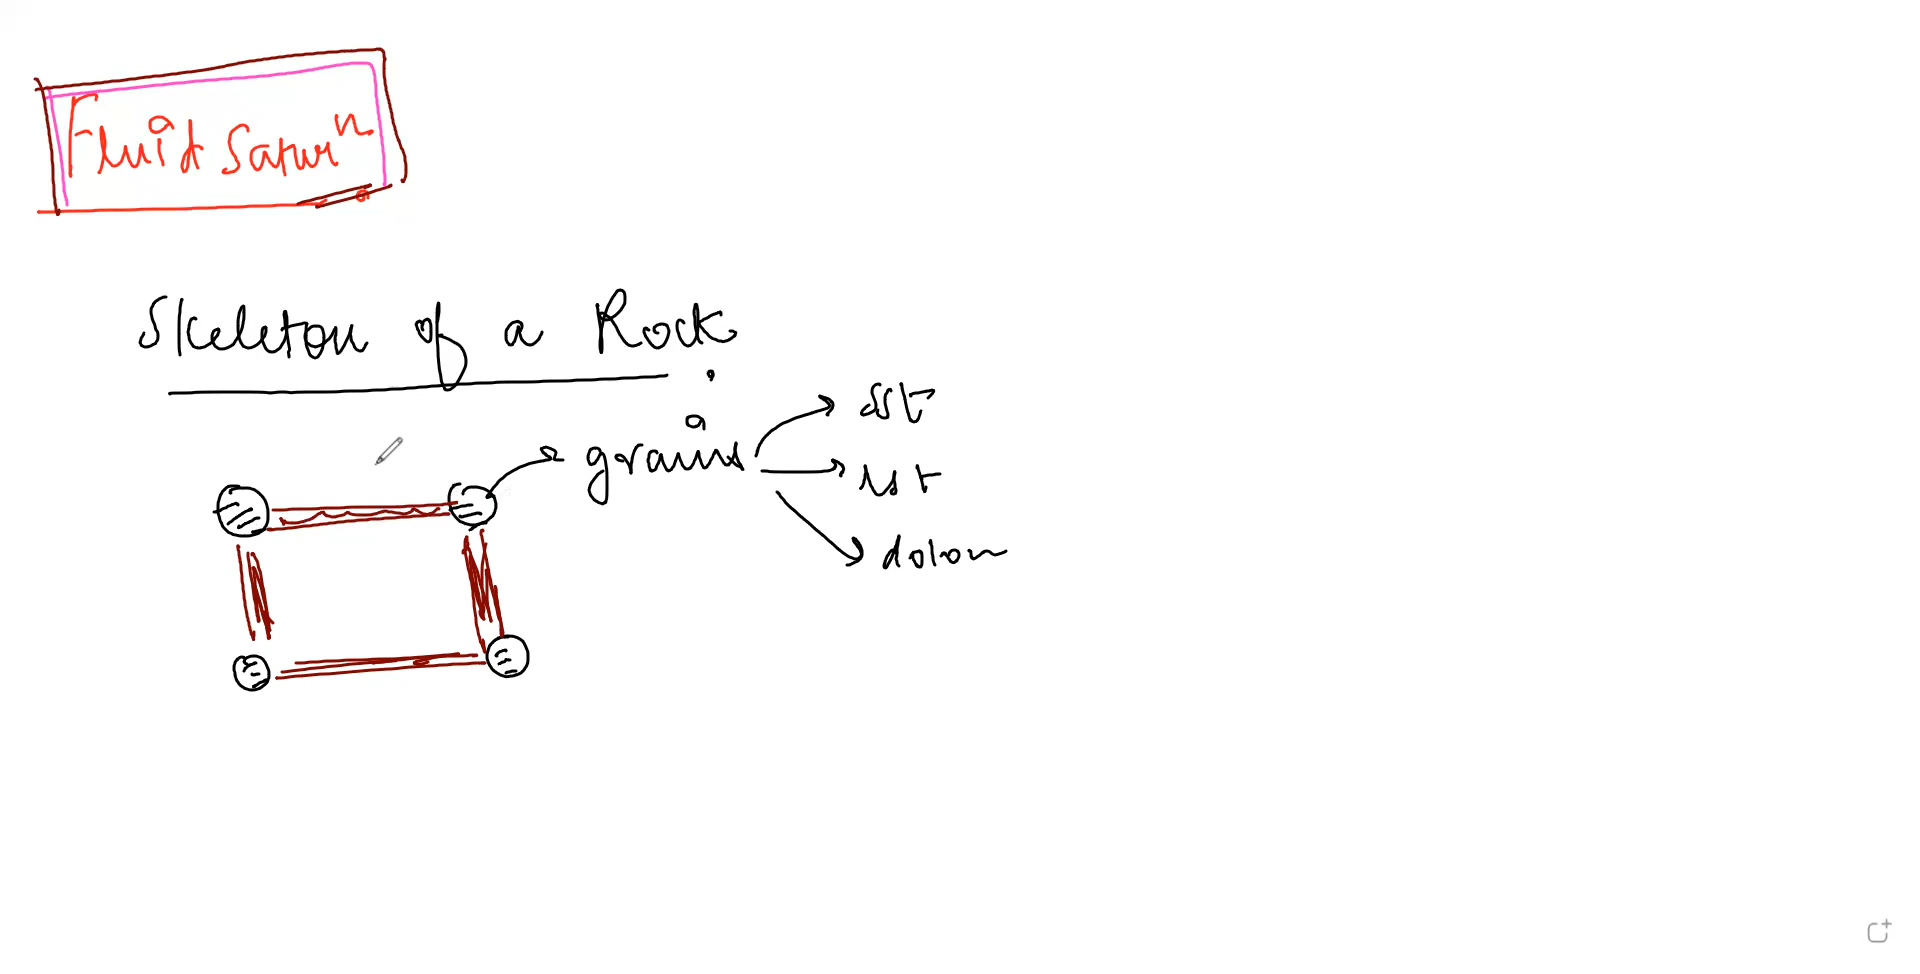 Fluid Satur^n
Skeleton of a Rock
grains
sst
lst
dolom